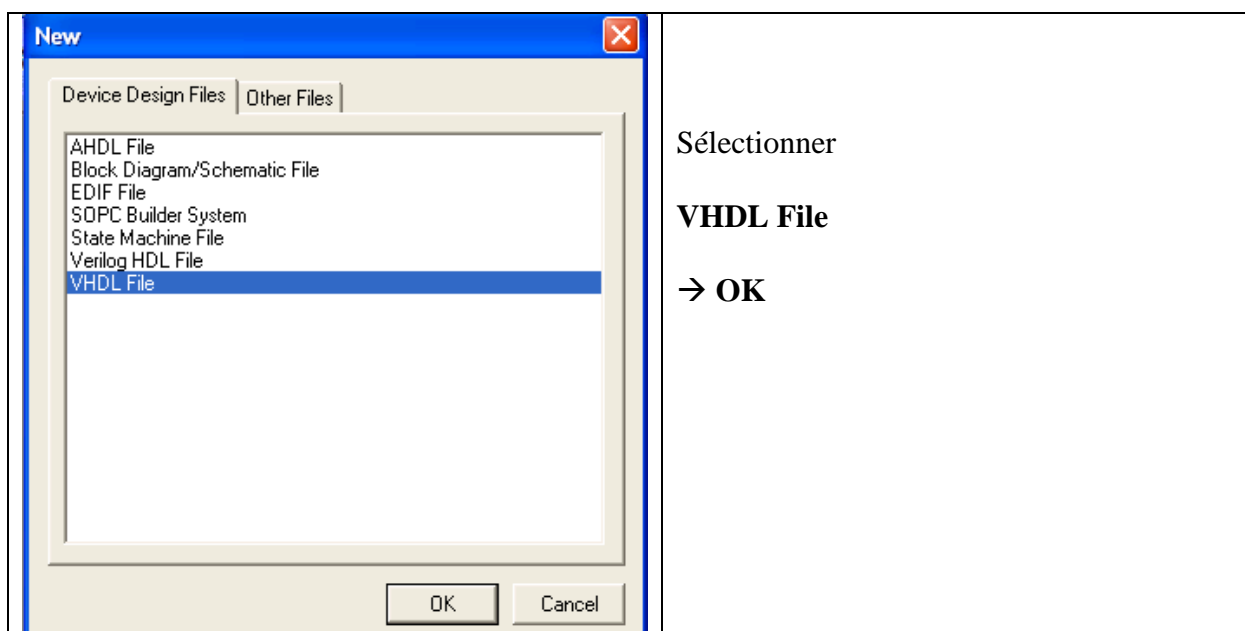 New
Device Design Files
Other Files
AHDL File
Block Diagram/Schematic File
EDIF File
SOPC Builder System
State Machine File
Verilog HDL File
VHDL File
OK
Cancel
Sélectionner
VHDL File
→ OK